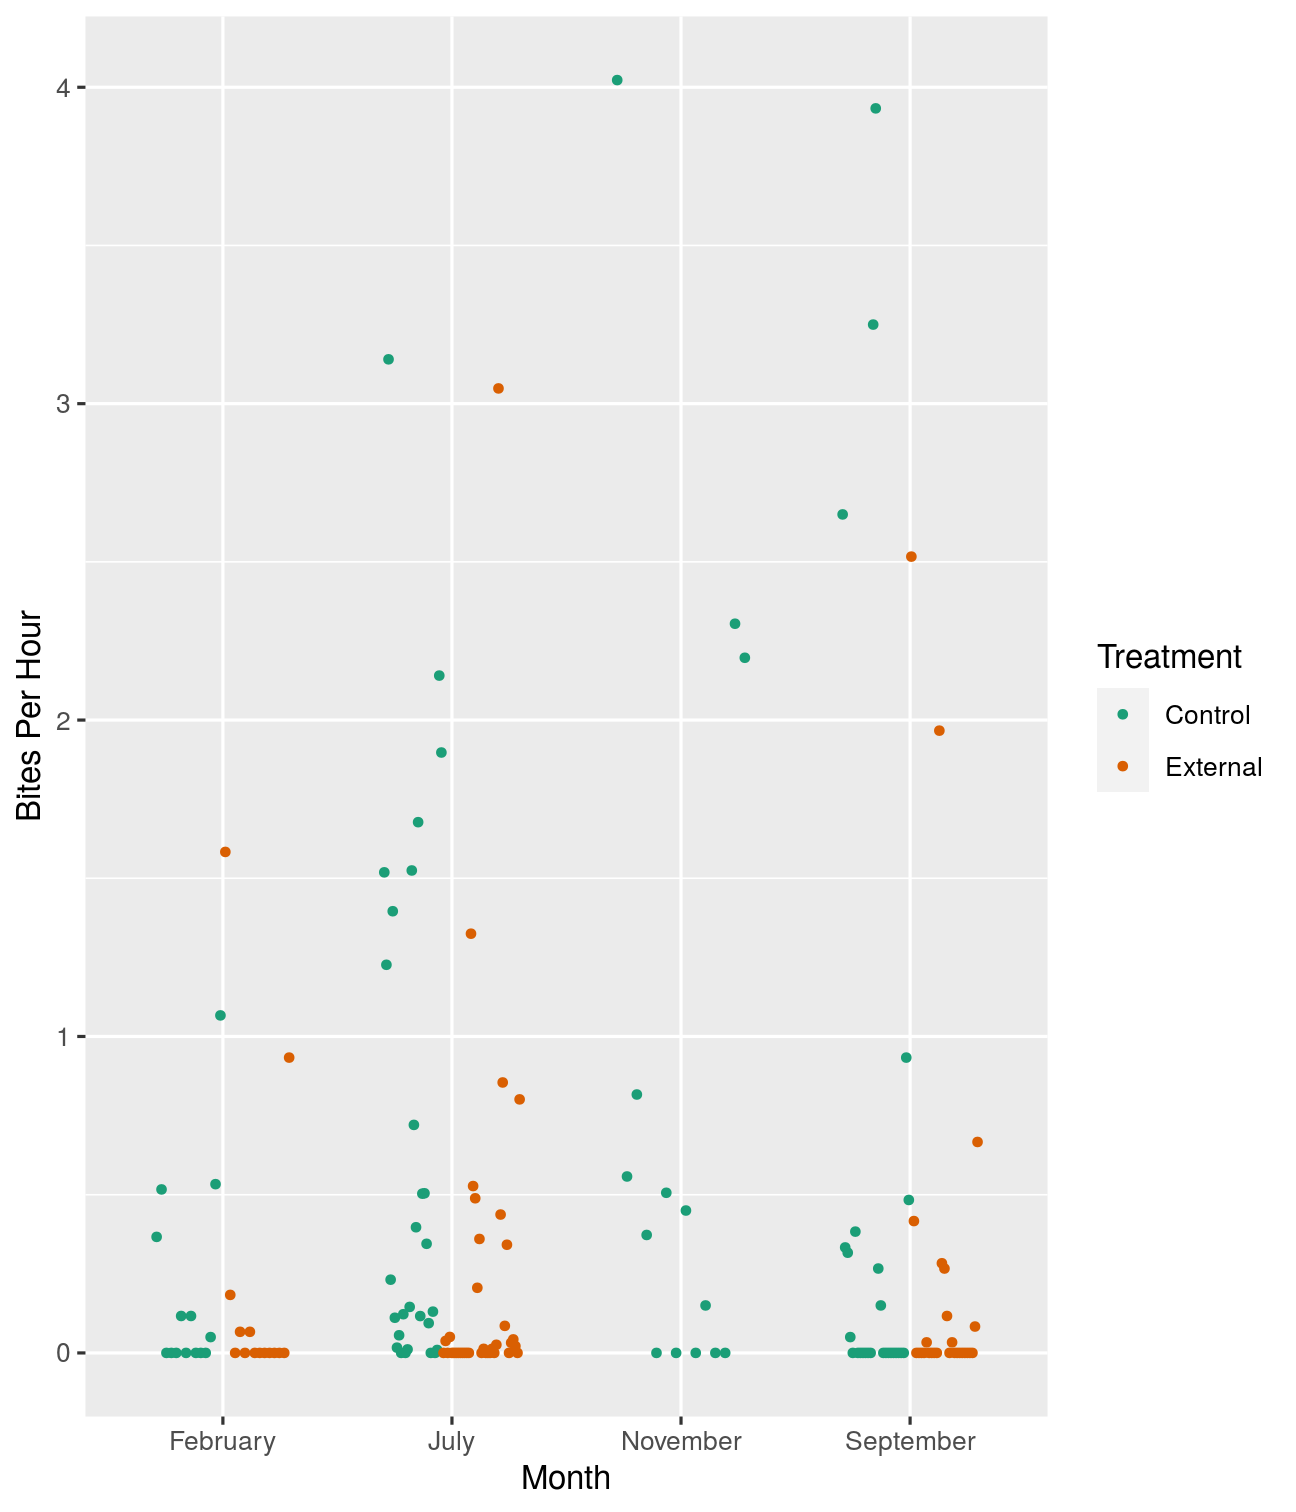 4
3
2
1
0
Bites Per Hour
February July November September
Month
Treatment
Control
External